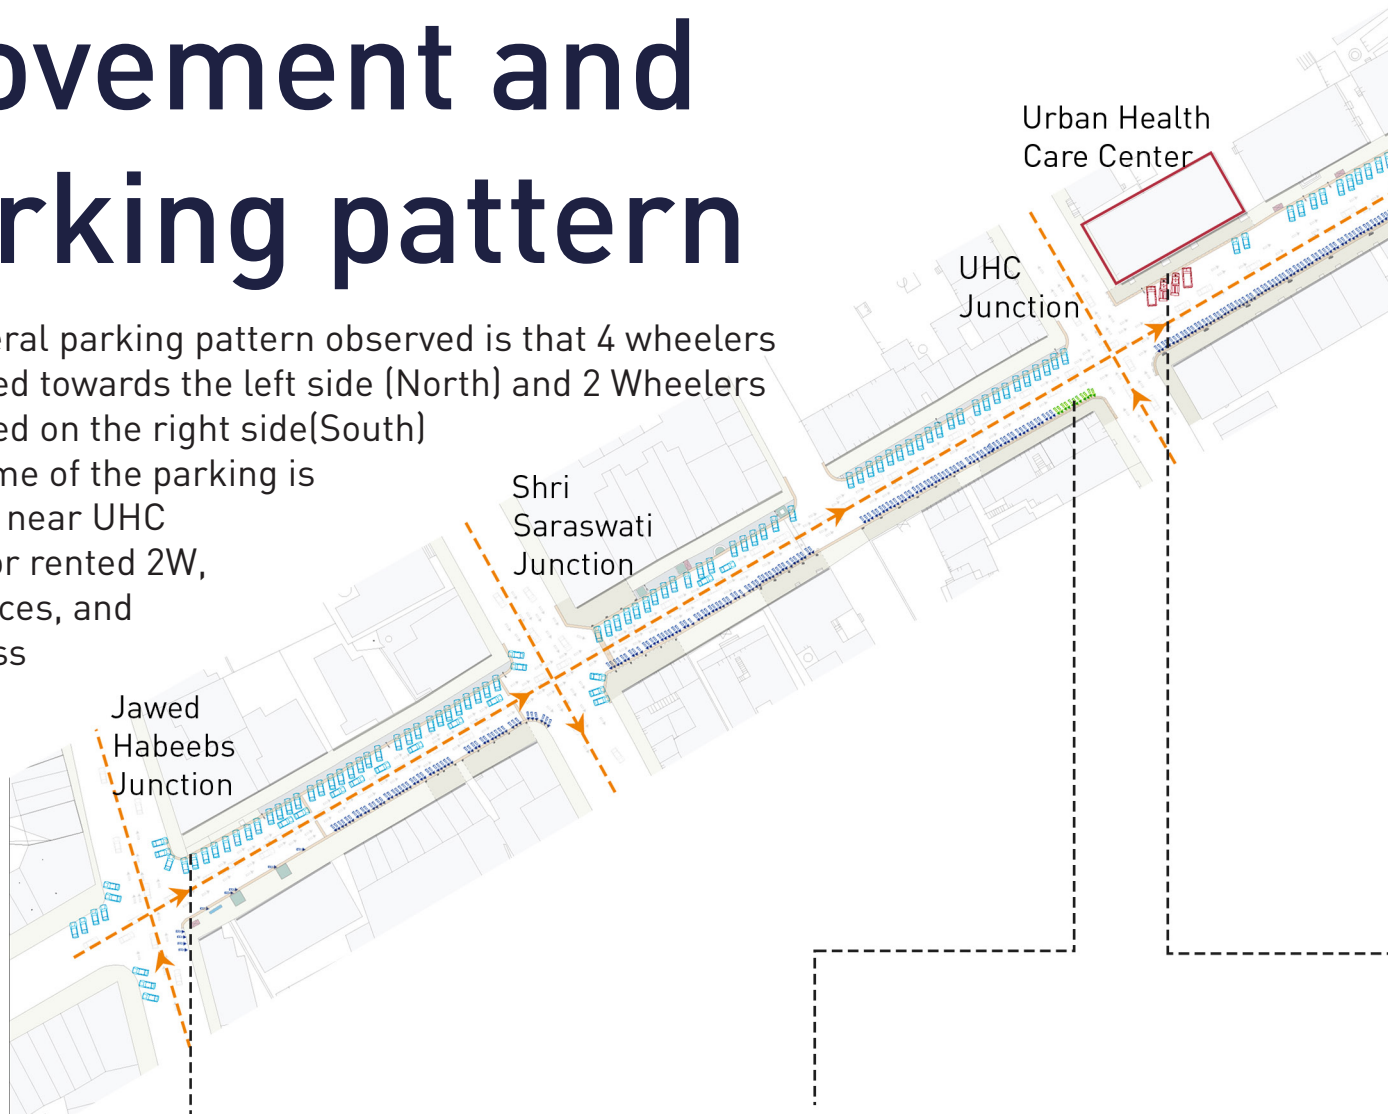 ovement and
rking pattern
eral parking pattern observed is that 4 wheelers
ed towards the left side (North) and 2 Wheelers
ed on the right side(South)
me of the parking is
near UHC
or rented 2W,
ces, and
ss
Urban Health
Care Center
UHC
Junction
Shri
Saraswati
Junction
Jawed
Habeebs
Junction